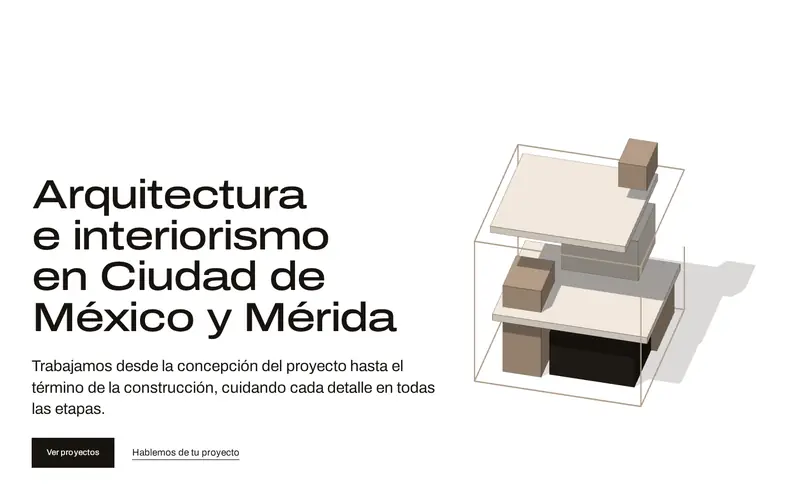 Arquitectura
e interiorismo
en Ciudad de
México y Mérida
Trabajamos desde la concepción del proyecto hasta el
término de la construcción, cuidando cada detalle en todas
las etapas.
Ver proyectos
Hablemos de tu proyecto